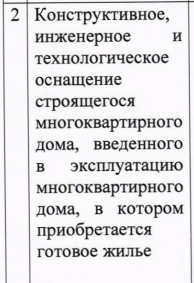 2 Конструктивное,
инженерное и
технологическое
оснащение
строящегося
многоквартирного
дома, введенного
в эксплуатацию
многоквартирного
дома, в котором
приобретается
готовое жилье